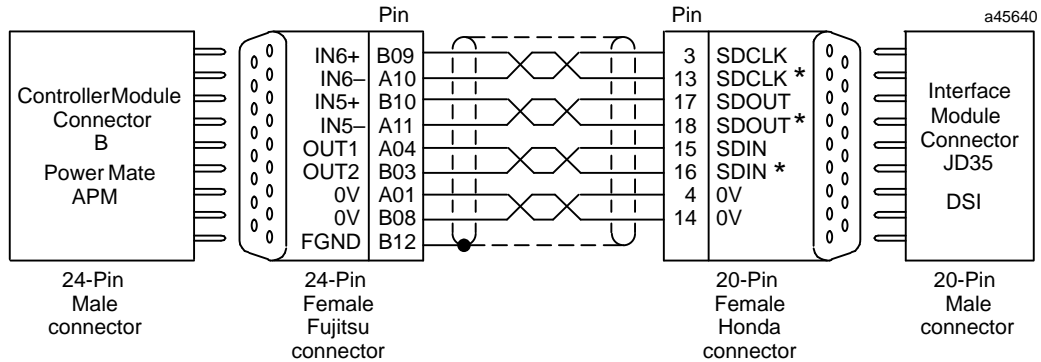 Pin Pin a45640
Controller Module
Connector
B
Power Mate
APM
IN6+ B09
IN6– A10
IN5+ B10
IN5– A11
OUT1 A04
OUT2 B03
0V A01
0V B08
FGND B12
3 SDCLK
13 SDCLK *
17 SDOUT
18 SDOUT *
15 SDIN
16 SDIN *
4 0V
14 0V
Interface
Module
Connector
JD35
DSI
24-Pin
Male
connector
24-Pin
Female
Fujitsu
connector
20-Pin
Female
Honda
connector
20-Pin
Male
connector